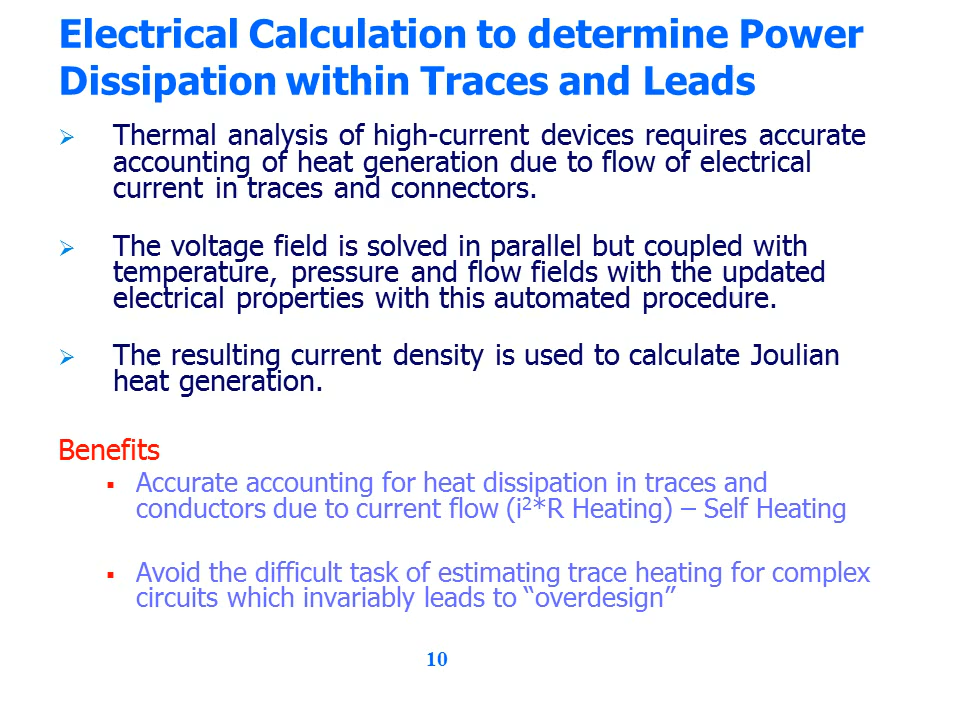 Electrical Calculation to determine Power
Dissipation within Traces and Leads
➢ Thermal analysis of high-current devices requires accurate
accounting of heat generation due to flow of electrical
current in traces and connectors.
➢ The voltage field is solved in parallel but coupled with
temperature, pressure and flow fields with the updated
electrical properties with this automated procedure.
➢ The resulting current density is used to calculate Joulian
heat generation.
Benefits
▪ Accurate accounting for heat dissipation in traces and
conductors due to current flow (i²*R Heating) – Self Heating
▪ Avoid the difficult task of estimating trace heating for complex
circuits which invariably leads to “overdesign”
10